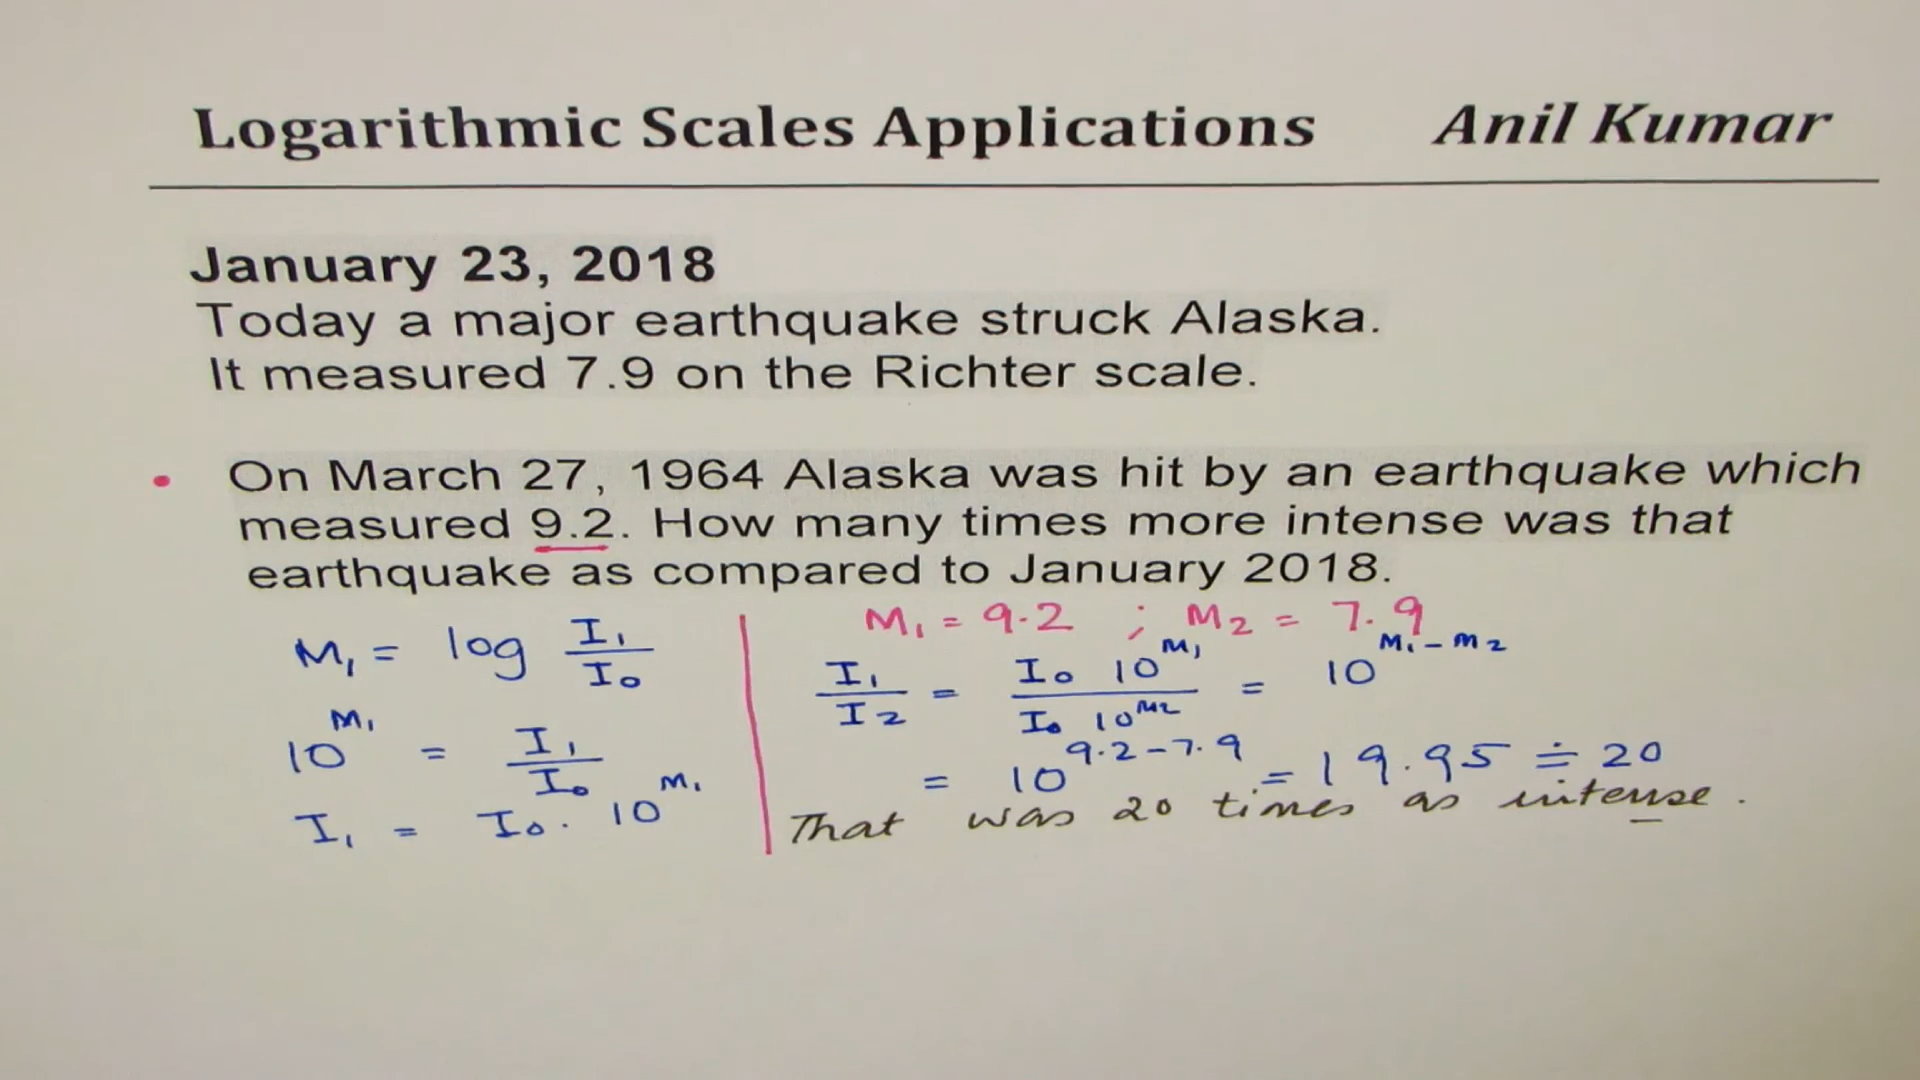 Logarithmic Scales Applications Anil Kumar
January 23, 2018
Today a major earthquake struck Alaska.
It measured 7.9 on the Richter scale.
• On March 27, 1964 Alaska was hit by an earthquake which
measured 9.2. How many times more intense was that
earthquake as compared to January 2018.
M₁ = log I₁/I₀
10^M₁ = I₁/I₀
I₁ = I₀ · 10^M₁
M₁ = 9.2 ; M₂ = 7.9
I₁/I₂ = I₀ 10^M₁ / I₀ 10^M₂ = 10^M₁-M₂
= 10^9.2-7.9 = 19.95 ≑ 20
That was 20 times as intense.